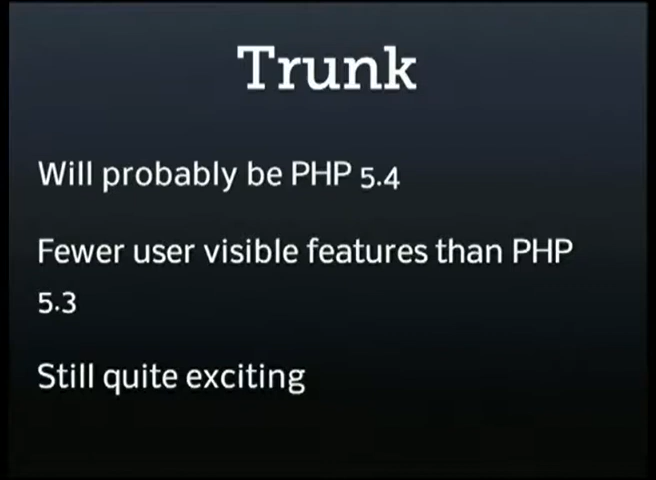 Trunk
Will probably be PHP 5.4
Fewer user visible features than PHP
5.3
Still quite exciting